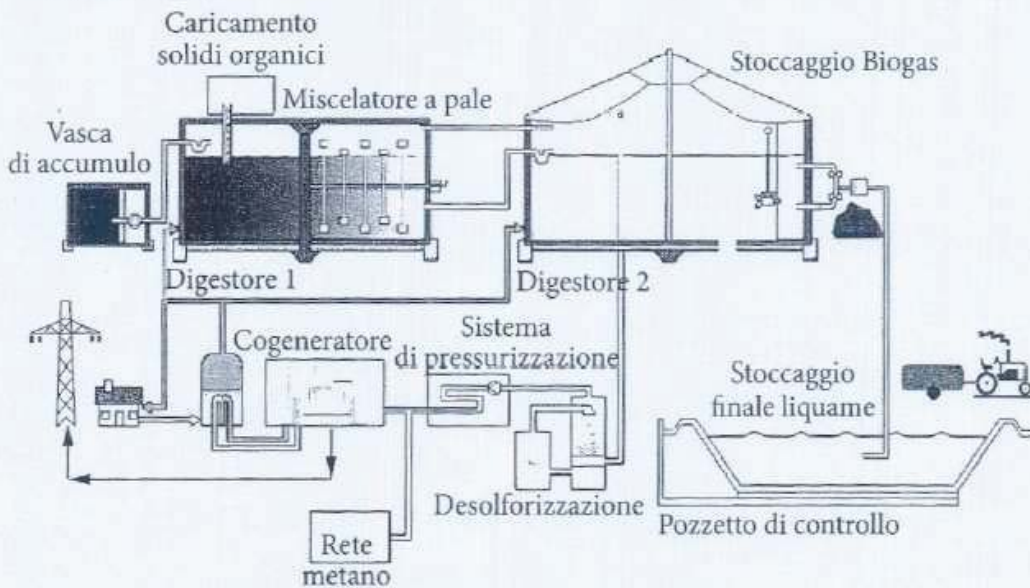 Caricamento
solidi organici
Miscelatore a pale
Stoccaggio Biogas
Vasca
di accumulo
Digestore 1
Digestore 2
Cogeneratore
Sistema
di pressurizzazione
Stoccaggio
finale liquame
Desolforizzazione
Pozzetto di controllo
Rete
metano